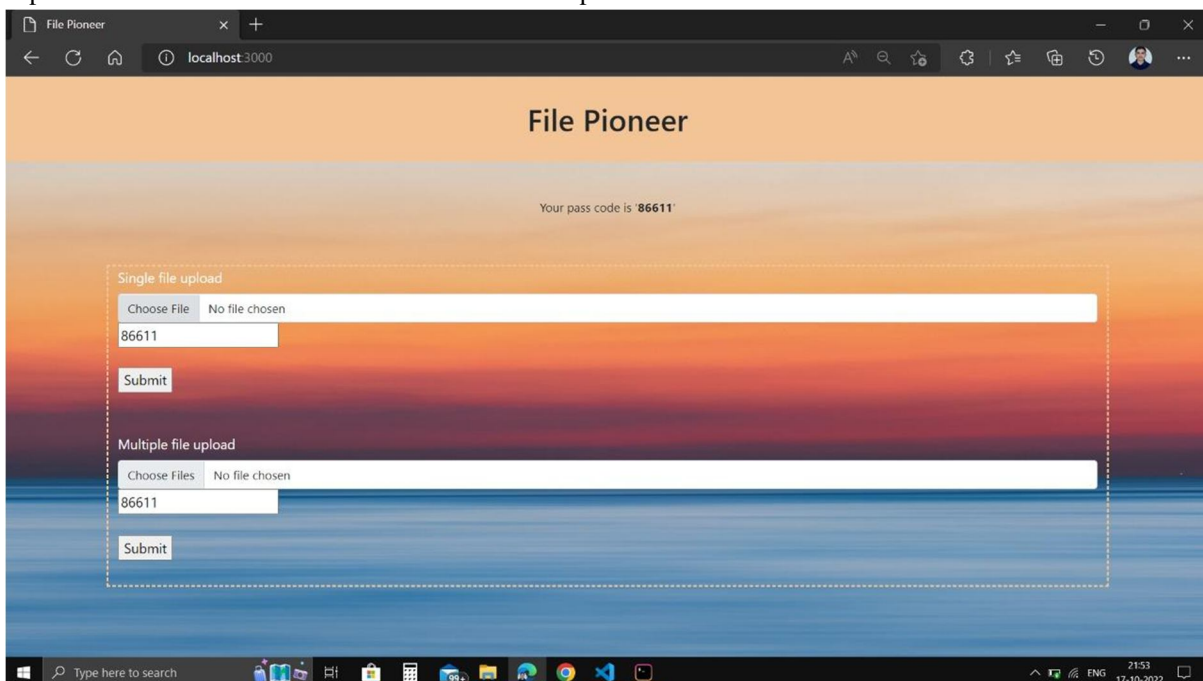 File Pioneer
localhost:3000
File Pioneer
Your pass code is '86611'
Single file upload
Choose File No file chosen
86611
Submit
Multiple file upload
Choose Files No file chosen
86611
Submit
Type here to search
99+
ENG
21:53
17-10-2022